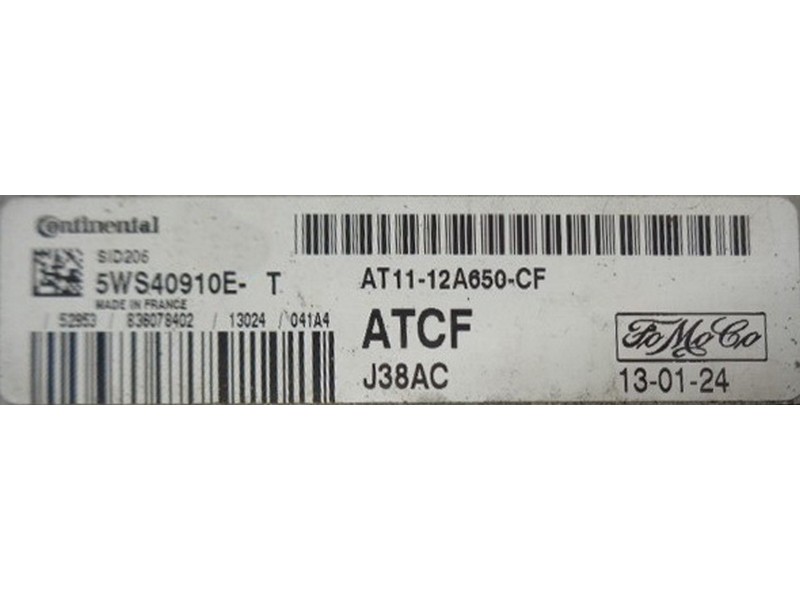 Continental
SID206
5WS40910E- T
MADE IN FRANCE
/ 52953 / 836078402 / 13024 / 041A4
AT11-12A650-CF
ATCF
J38AC
FoMoCo
13-01-24